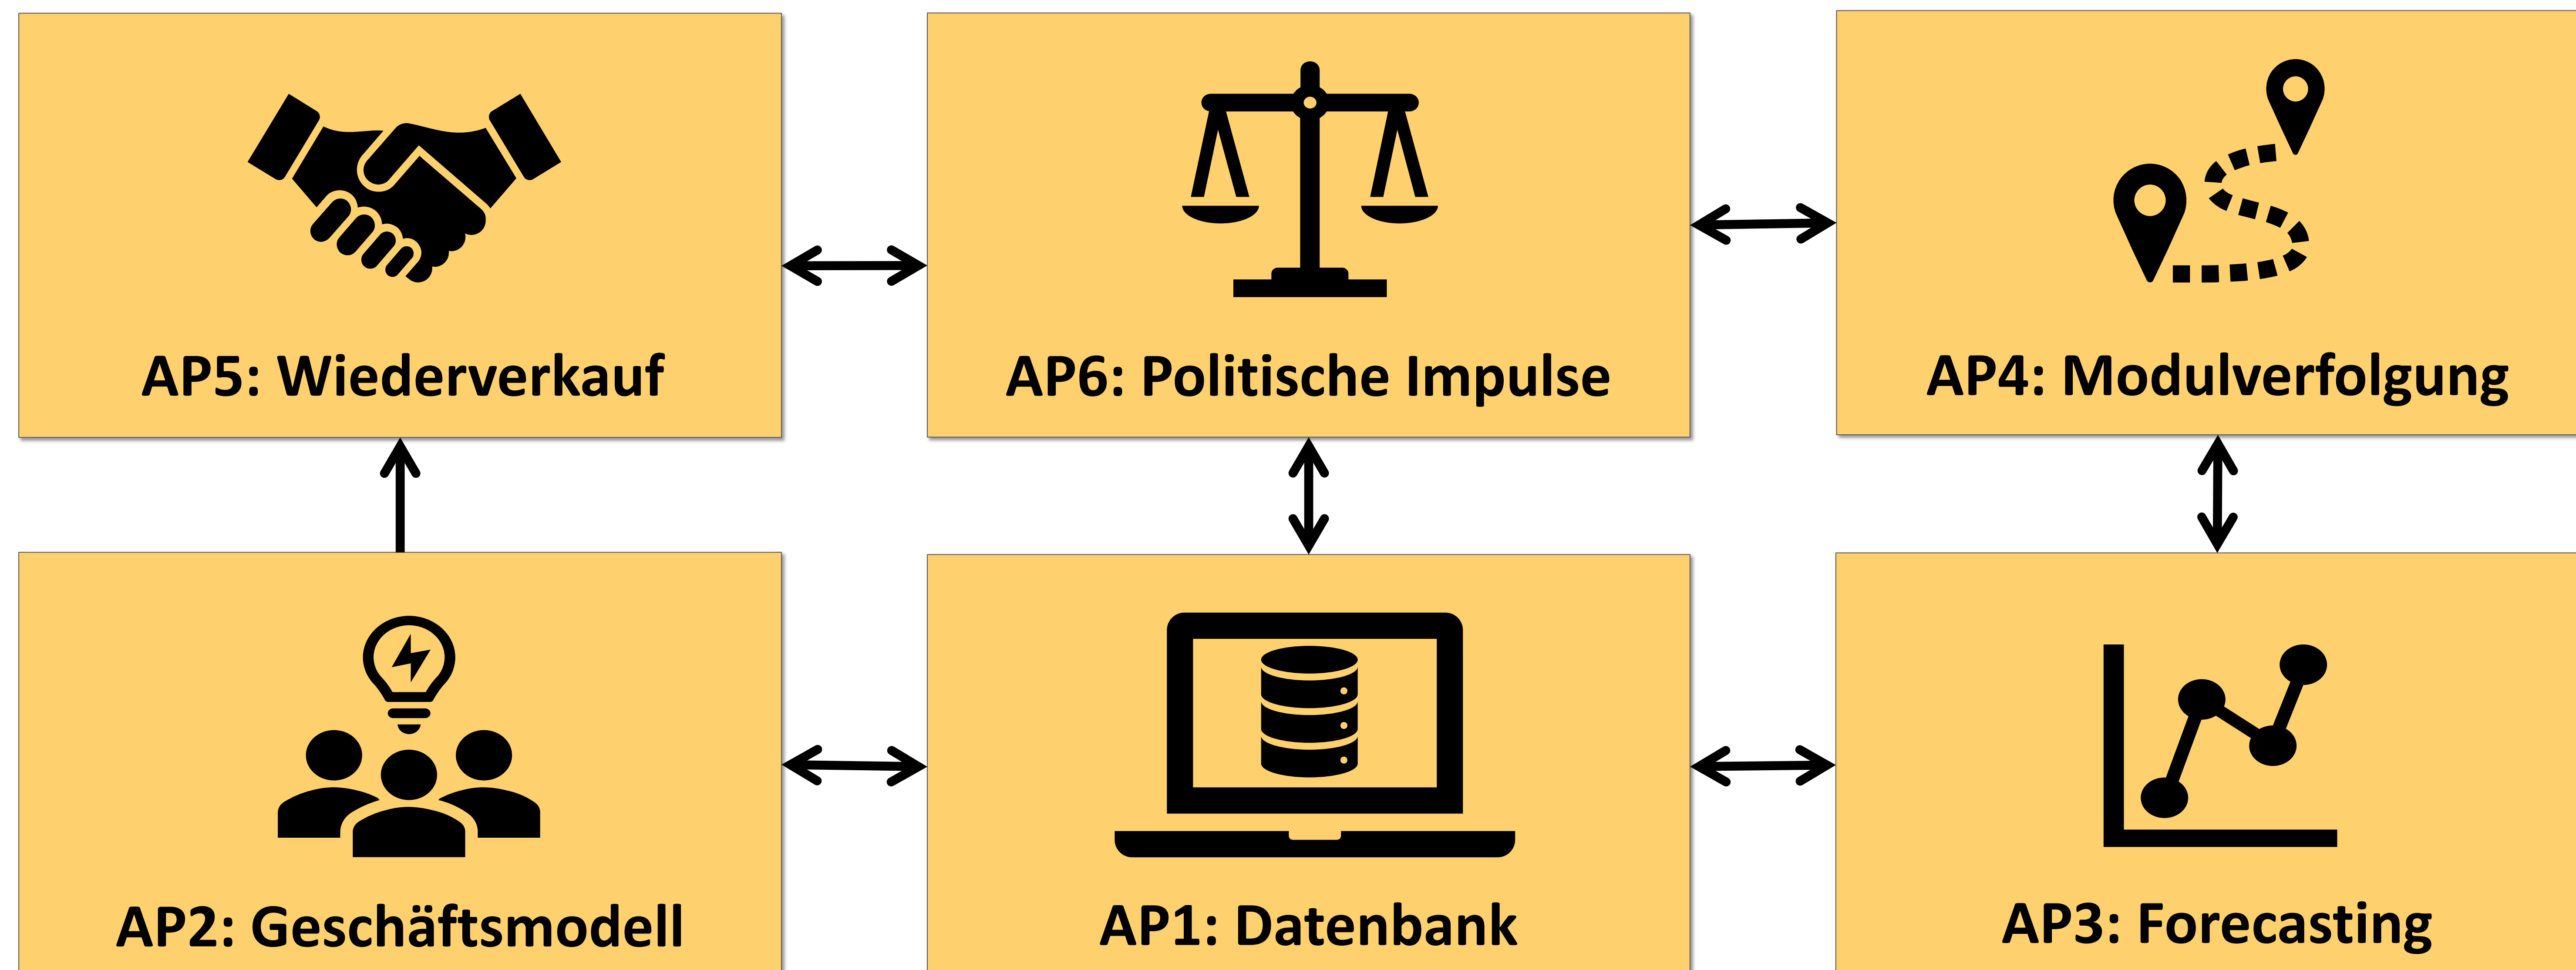 AP5: Wiederverkauf
AP6: Politische Impulse
AP4: Modulverfolgung
AP2: Geschäftsmodell
AP1: Datenbank
AP3: Forecasting